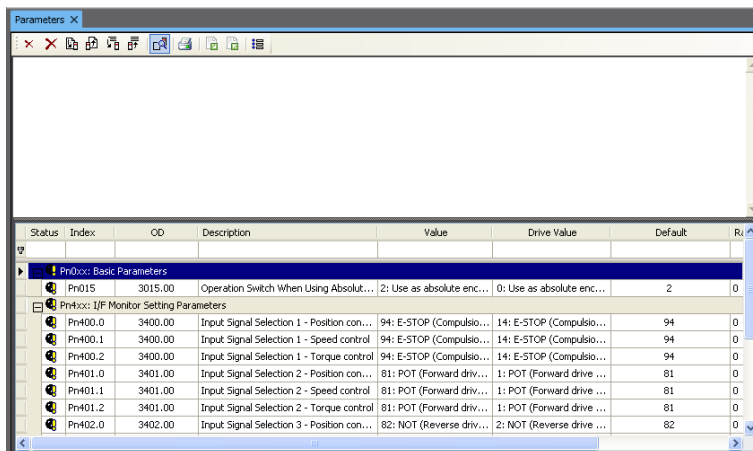 Parameters X
Status Index OD Description Value Drive Value Default
Pn0xx: Basic Parameters
Pn015 3015.00 Operation Switch When Using Absolut... 2: Use as absolute enc... 0: Use as absolute enc... 2 0
Pn4xx: I/F Monitor Setting Parameters
Pn400.0 3400.00 Input Signal Selection 1 - Position con... 94: E-STOP (Compulsio... 14: E-STOP (Compulsio... 94 0
Pn400.1 3400.00 Input Signal Selection 1 - Speed control 94: E-STOP (Compulsio... 14: E-STOP (Compulsio... 94 0
Pn400.2 3400.00 Input Signal Selection 1 - Torque control 94: E-STOP (Compulsio... 14: E-STOP (Compulsio... 94 0
Pn401.0 3401.00 Input Signal Selection 2 - Position con... 81: POT (Forward driv... 1: POT (Forward drive ... 81 0
Pn401.1 3401.00 Input Signal Selection 2 - Speed control 81: POT (Forward driv... 1: POT (Forward drive ... 81 0
Pn401.2 3401.00 Input Signal Selection 2 - Torque control 81: POT (Forward driv... 1: POT (Forward drive ... 81 0
Pn402.0 3402.00 Input Signal Selection 3 - Position con... 82: NOT (Reverse driv... 2: NOT (Reverse drive ... 82 0